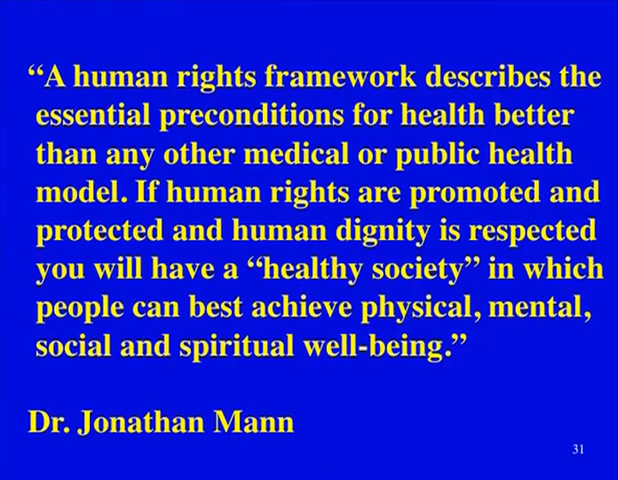 “A human rights framework describes the
essential preconditions for health better
than any other medical or public health
model. If human rights are promoted and
protected and human dignity is respected
you will have a “healthy society” in which
people can best achieve physical, mental,
social and spiritual well-being.”
Dr. Jonathan Mann
31